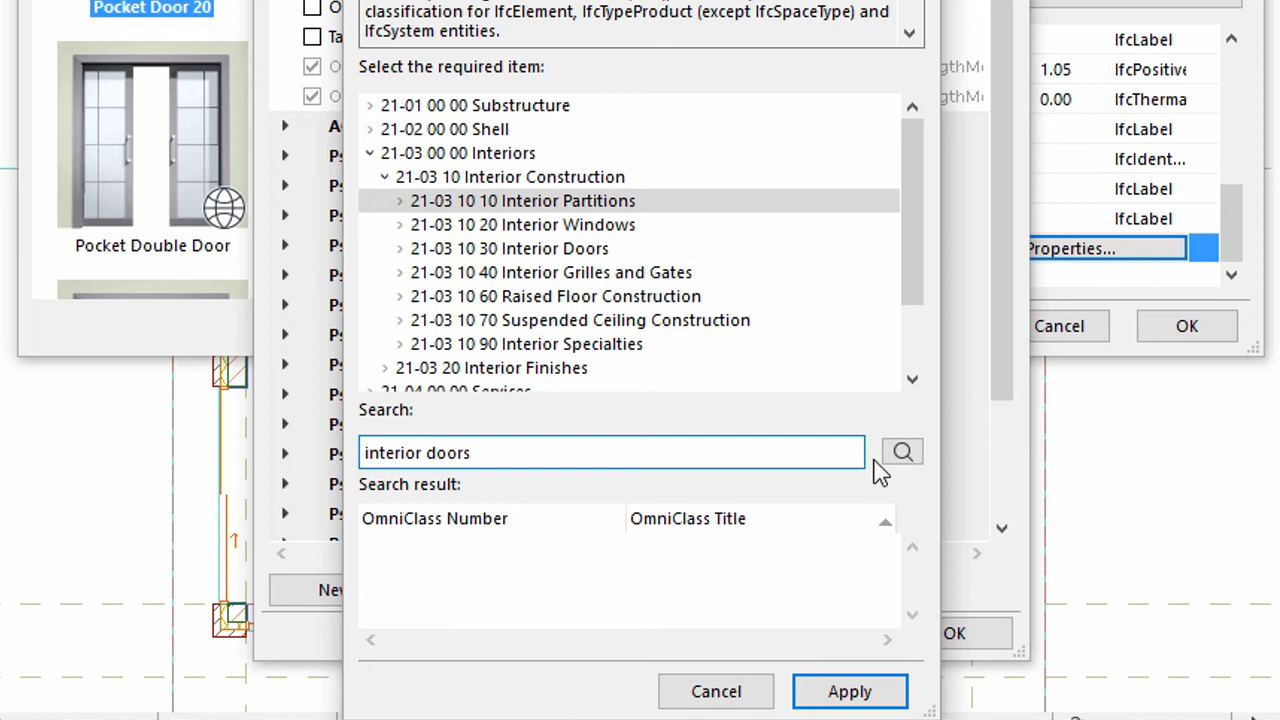 Pocket Door 20
Pocket Double Door
classification for IfcElement, IfcTypeProduct (except IfcSpaceType) and
IfcSystem entities.
Select the required item:
21-01 00 00 Substructure
21-02 00 00 Shell
21-03 00 00 Interiors
21-03 10 Interior Construction
21-03 10 10 Interior Partitions
21-03 10 20 Interior Windows
21-03 10 30 Interior Doors
21-03 10 40 Interior Grilles and Gates
21-03 10 60 Raised Floor Construction
21-03 10 70 Suspended Ceiling Construction
21-03 10 90 Interior Specialties
21-03 20 Interior Finishes
21-04 00 00 Services
Search:
interior doors
Search result:
OmniClass Number OmniClass Title
Cancel Apply
OK
IfcLabel
1.05 IfcPositive
0.00 IfcTherma
IfcLabel
IfcIdent...
IfcLabel
IfcLabel
Properties...
Cancel OK